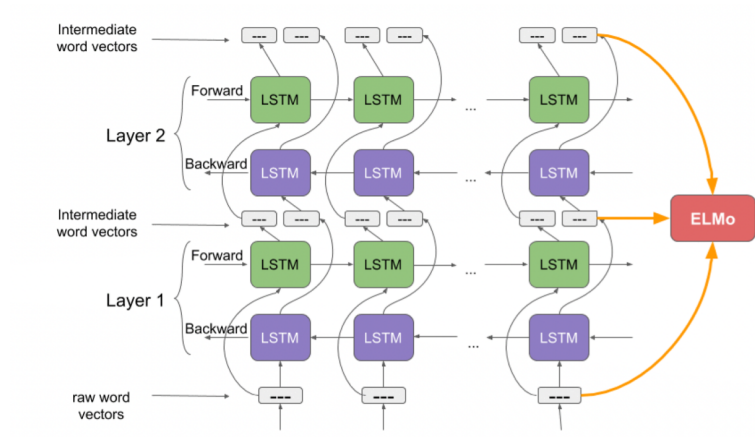 Intermediate
word vectors
--- --- --- --- --- ---
Forward
LSTM LSTM ... LSTM
Layer 2
Backward
LSTM LSTM ... LSTM
Intermediate
word vectors
--- --- --- --- --- ---
ELMo
Forward
LSTM LSTM ... LSTM
Layer 1
Backward
LSTM LSTM ... LSTM
raw word
vectors
--- --- ---